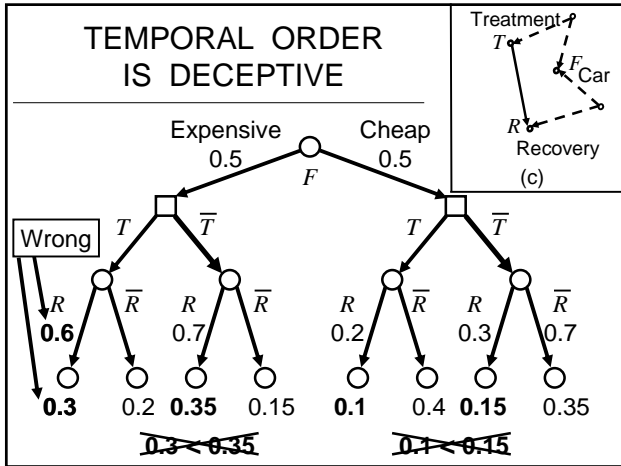 TEMPORAL ORDER
IS DECEPTIVE
Treatment
T
F Car
R
Recovery
(c)
Expensive Cheap
0.5 0.5
F
T T̅ T T̅
Wrong
R R̅ R R̅ R R̅ R R̅
0.6 0.7 0.2 0.3 0.7
0.3 0.2 0.35 0.15 0.1 0.4 0.15 0.35
0.3 < 0.35 0.1 < 0.15